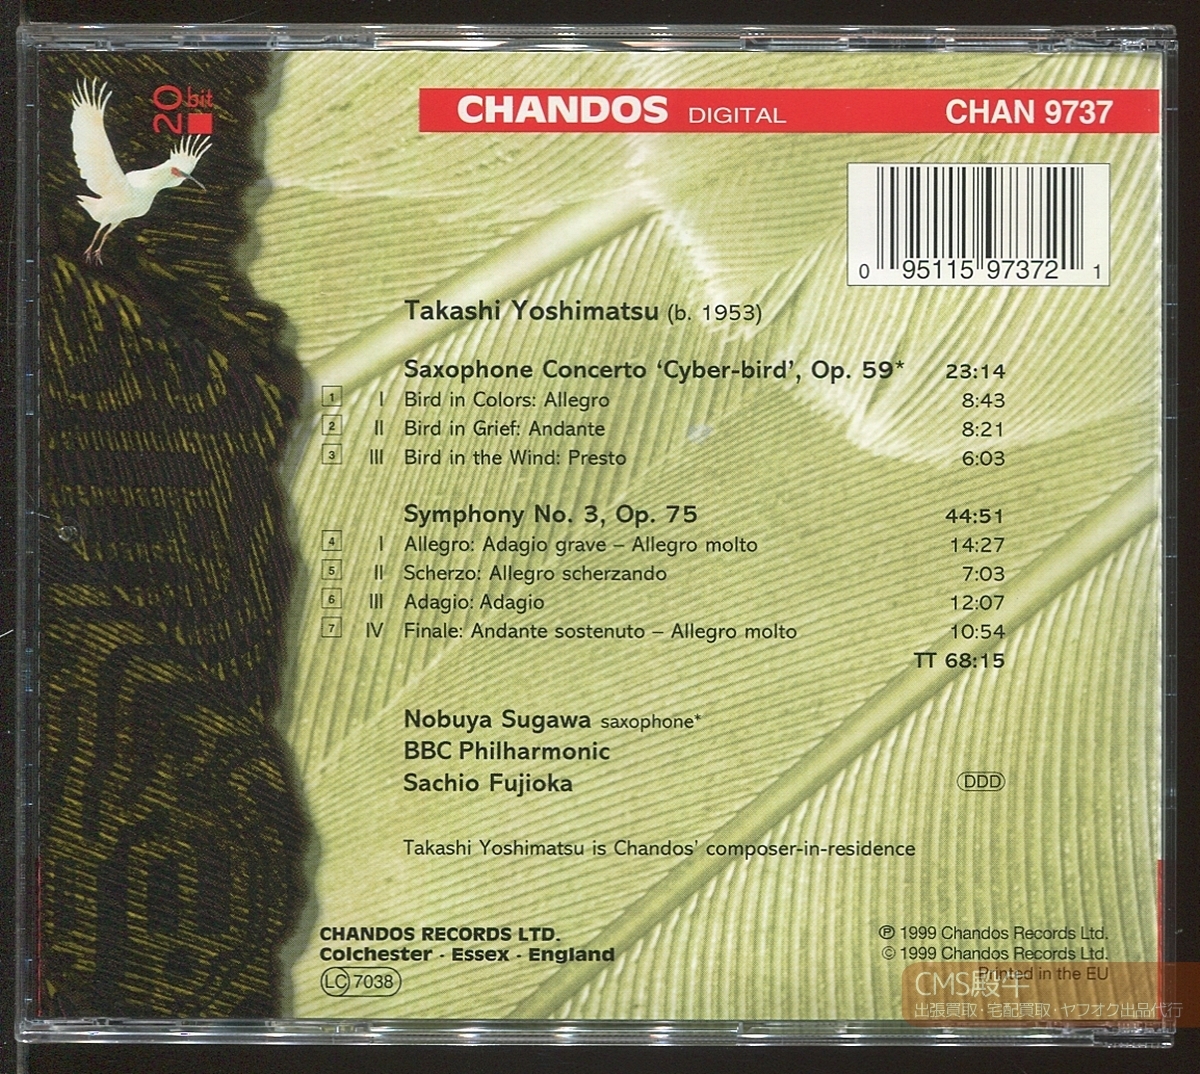 20 bit
CHANDOS DIGITAL CHAN 9737
0 95115 97372 1
Takashi Yoshimatsu (b. 1953)
Saxophone Concerto ‘Cyber-bird’, Op. 59* 23:14
1 I Bird in Colors: Allegro 8:43
2 II Bird in Grief: Andante 8:21
3 III Bird in the Wind: Presto 6:03
Symphony No. 3, Op. 75 44:51
4 I Allegro: Adagio grave – Allegro molto 14:27
5 II Scherzo: Allegro scherzando 7:03
6 III Adagio: Adagio 12:07
7 IV Finale: Andante sostenuto – Allegro molto 10:54
TT 68:15
Nobuya Sugawa saxophone*
BBC Philharmonic
Sachio Fujioka
DDD
Takashi Yoshimatsu is Chandos’ composer-in-residence
CHANDOS RECORDS LTD.
Colchester · Essex · England
LC 7038
℗ 1999 Chandos Records Ltd.
© 1999 Chandos Records Ltd.
Printed in the EU
CMS殿牛
出張買取･宅配買取･ヤフオク出品代行